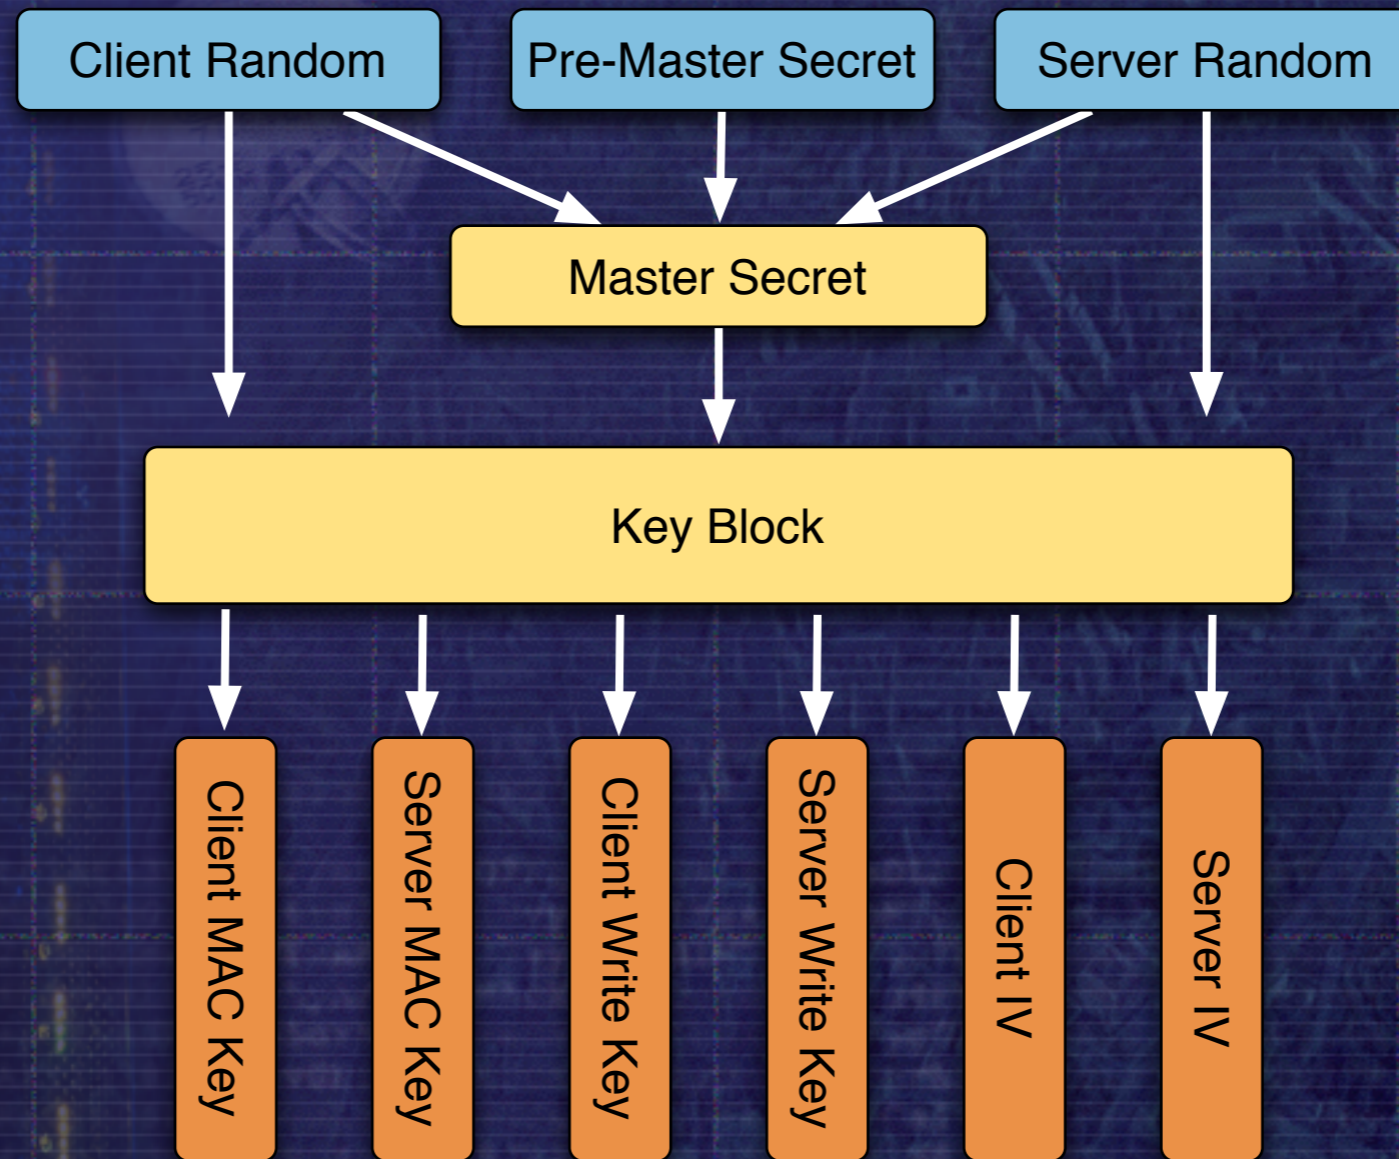 Client Random
Pre-Master Secret
Server Random
Master Secret
Key Block
Client MAC Key
Server MAC Key
Client Write Key
Server Write Key
Client IV
Server IV